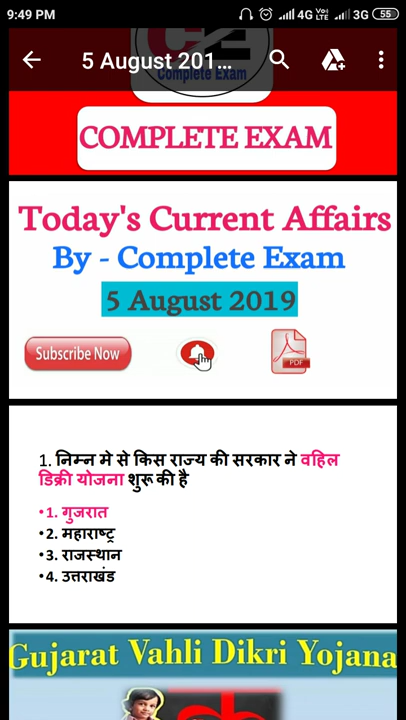 9:49 PM 4G VoLTE 3G 55
5 August 201...
Complete Exam
COMPLETE EXAM
Today's Current Affairs
By - Complete Exam
5 August 2019
Subscribe Now
PDF
1. निम्न मे से किस राज्य की सरकार ने वहिल
डिक्री योजना शुरू की है
•1. गुजरात
•2. महाराष्ट्र
•3. राजस्थान
•4. उत्तराखंड
Gujarat Vahli Dikri Yojana